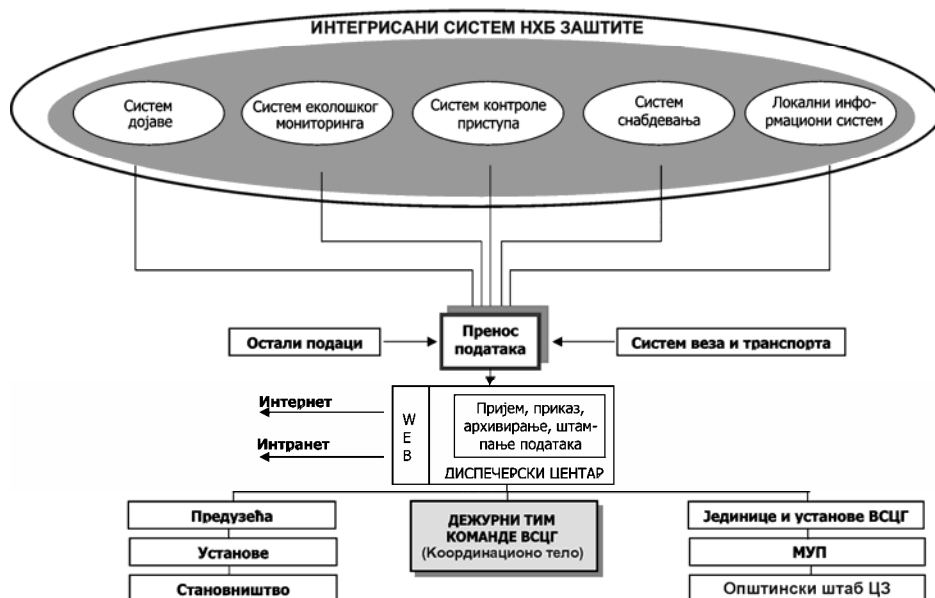 ИНТЕГРИСАНИ СИСТЕМ НХБ ЗАШТИТЕ
Систем
дојаве
Систем еколошког
мониторинга
Систем контроле
приступа
Систем
снабдевања
Локални инфо-
рмациони систем
Остали подаци
Пренос
података
Систем веза и транспорта
Интернет
Интранет
W
E
B
Пријем, приказ,
архивирање, штам-
пање података
ДИСПЕЧЕРСКИ ЦЕНТАР
Предузећа
Установе
Становништво
ДЕЖУРНИ ТИМ
КОМАНДЕ ВСЦГ
(Координационо тело)
Јединице и установе ВСЦГ
МУП
Општински штаб ЦЗ